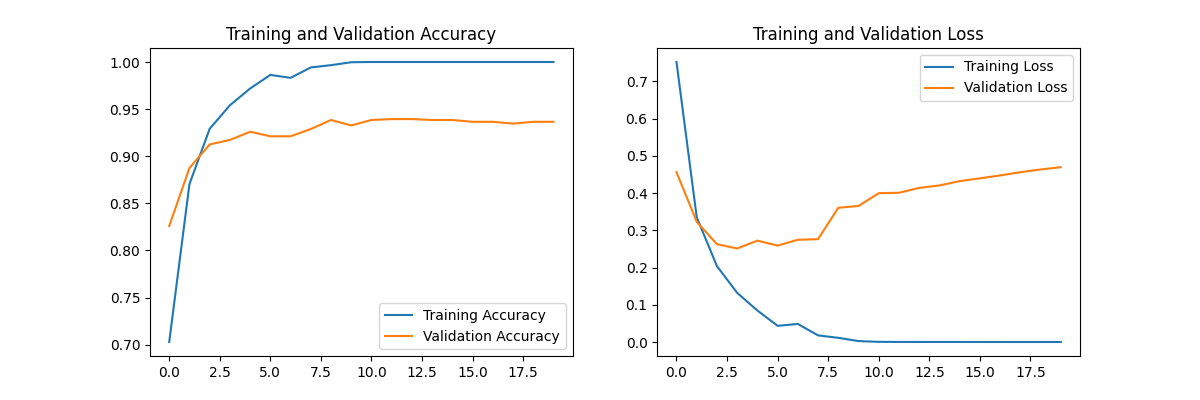 Training and Validation Accuracy
1.00
0.95
0.90
0.85
0.80
0.75
0.70
Training Accuracy
Validation Accuracy
0.0 2.5 5.0 7.5 10.0 12.5 15.0 17.5
Training and Validation Loss
0.7
0.6
0.5
0.4
0.3
0.2
0.1
0.0
Training Loss
Validation Loss
0.0 2.5 5.0 7.5 10.0 12.5 15.0 17.5